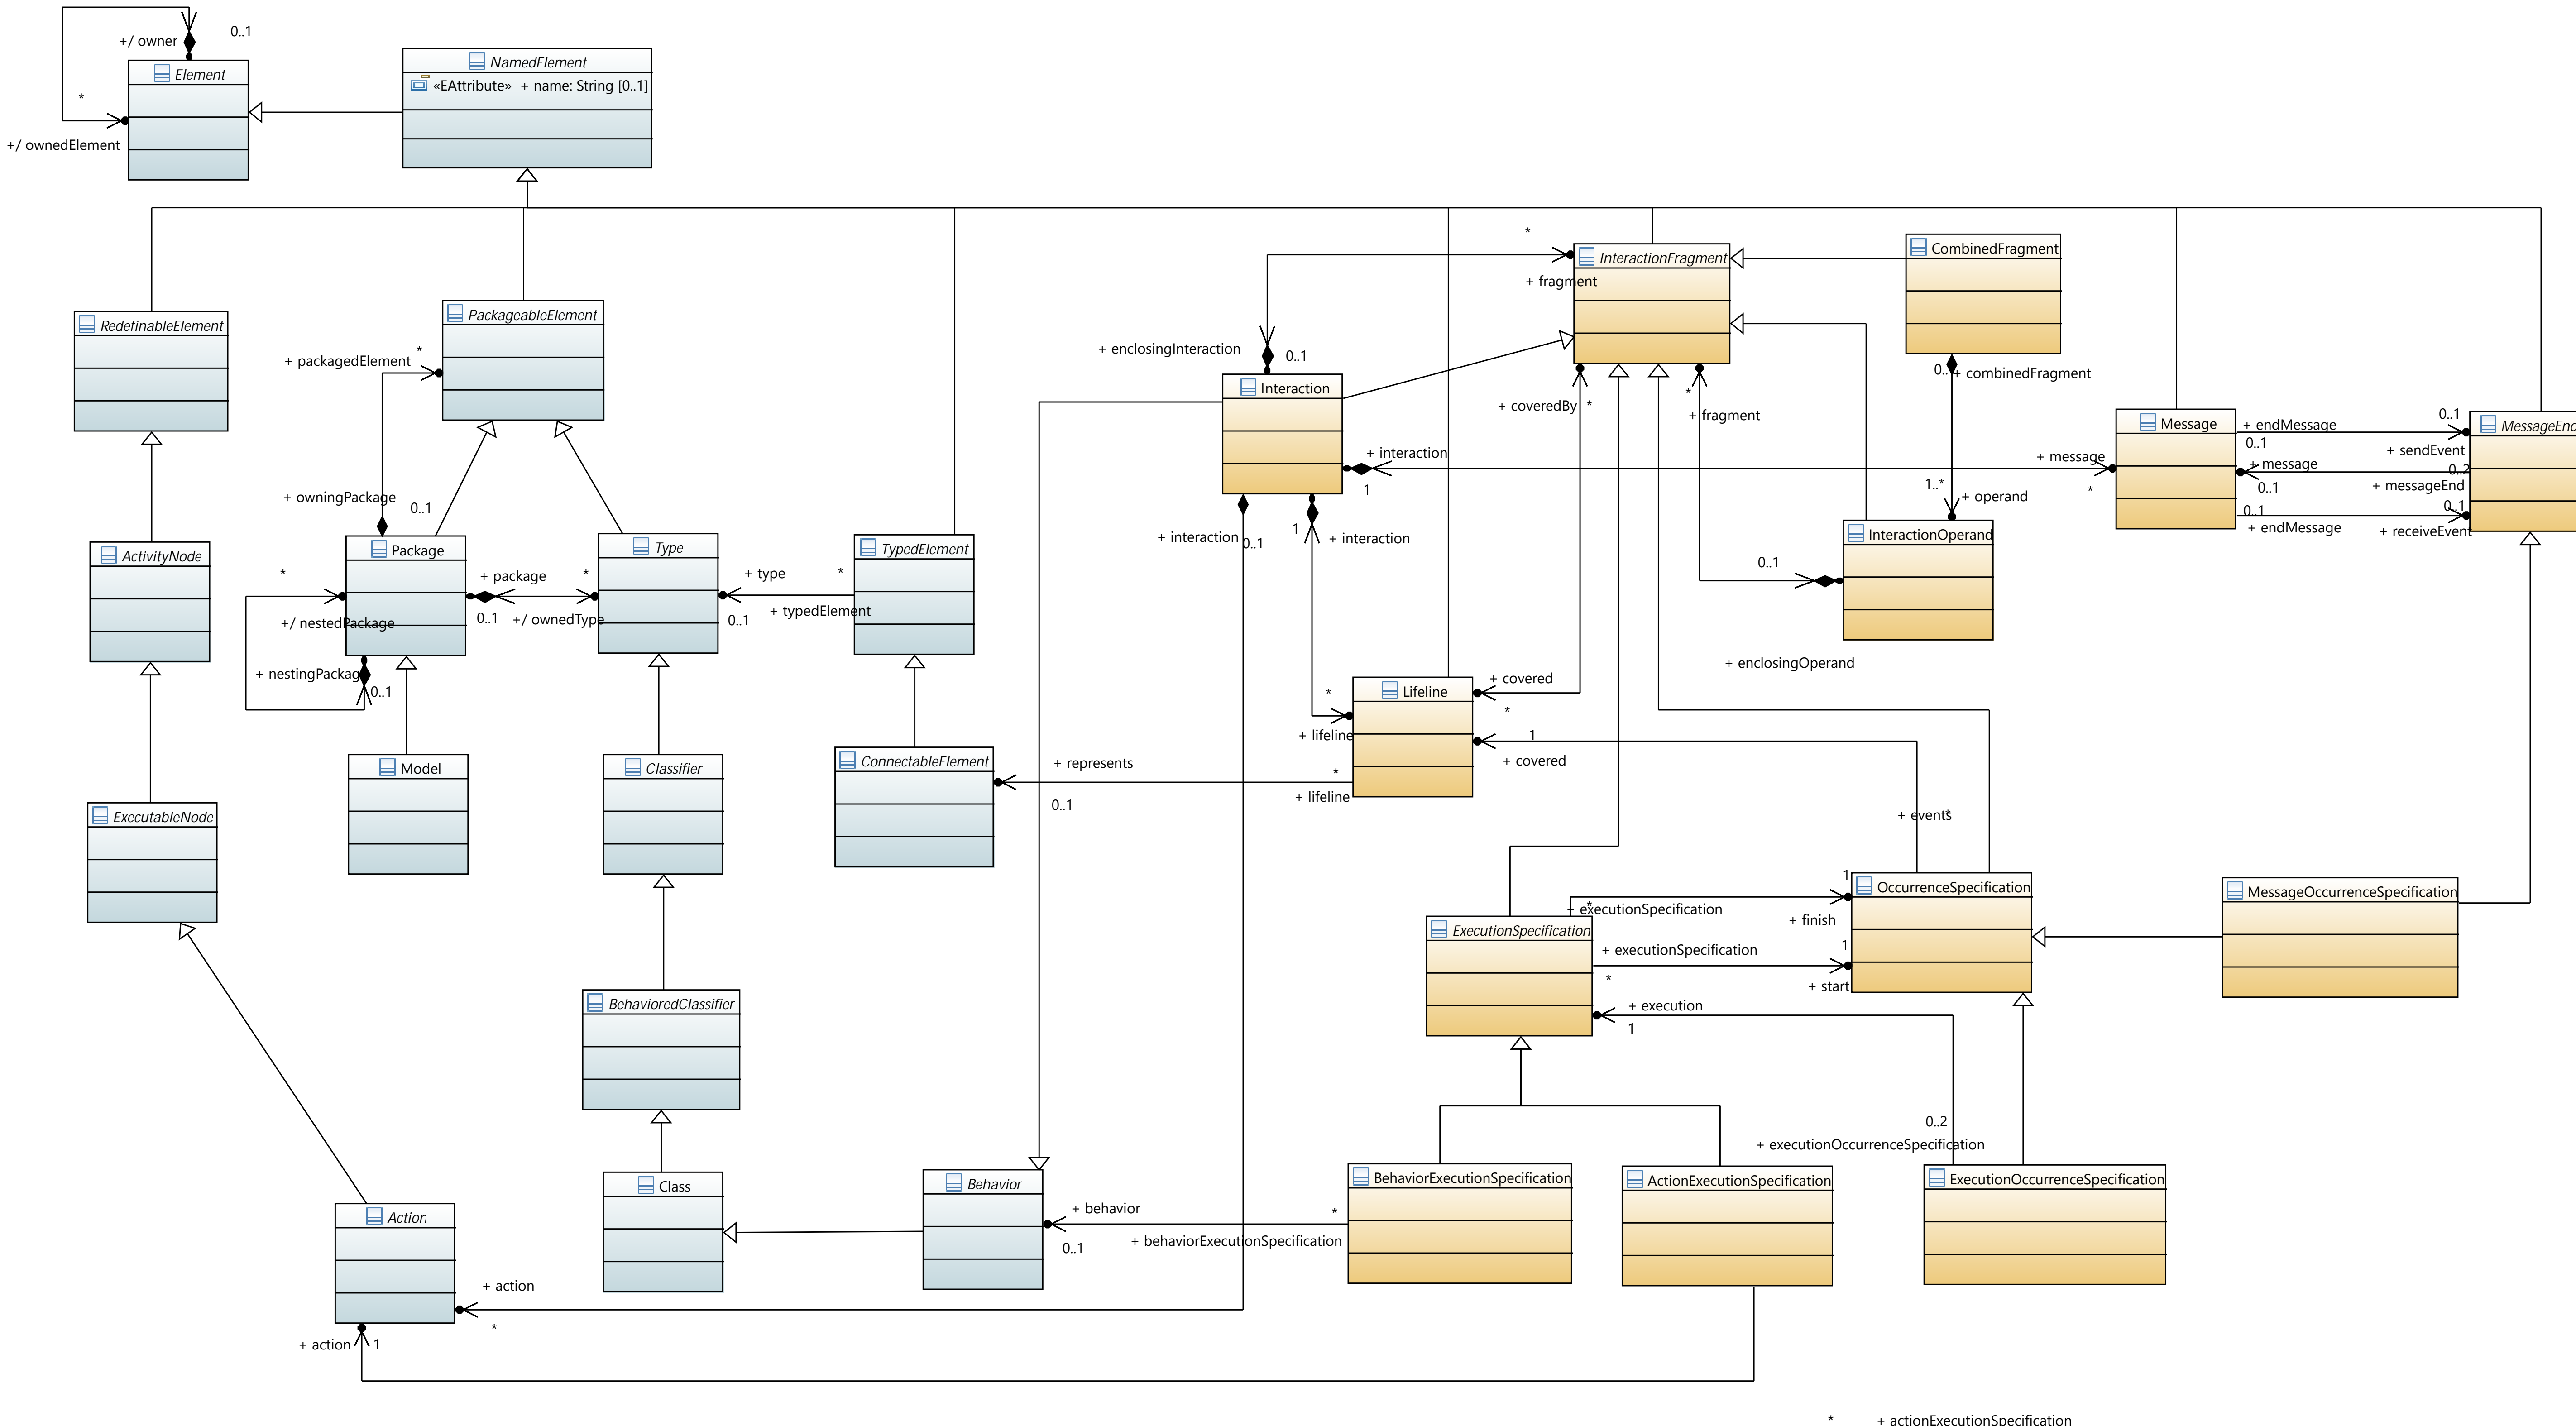 0..1
+/ owner
Element
*
+/ ownedElement
NamedElement
«EAttributes» + name: String [0..1]
*
InteractionFragment
+ fragment
CombinedFragment
0..
+ combinedFragment
RedefinableElement
PackageableElement
*
+ packagedElement
+ owningPackage
0..1
+ enclosingInteraction
0..1
Interaction
+ coveredBy
*
*
+ fragment
+ interaction
1
+ message
*
Message
+ endMessage
0..1
0..1
+ sendEvent
+ message
0..2
0..1
+ messageEnd
0..1
0..1
+ endMessage
+ receiveEvent
MessageEnd
1..*
+ operand
InteractionOperand
0..1
+ enclosingOperand
+ interaction
0..1
1
+ interaction
ActivityNode
Package
*
+/ nestedPackage
+ nestingPackag
0..1
+ package
*
0..1
+/ ownedType
Type
+ type
*
0..1
+ typedElement
TypedElement
*
+ lifeline
Lifeline
+ covered
*
1
+ covered
Model
Classifier
ConnectableElement
+ represents
0..1
*
+ lifeline
ExecutableNode
+ events
*
1
OccurrenceSpecification
MessageOccurrenceSpecification
*
+ executionSpecification
+ finish
ExecutionSpecification
+ executionSpecification
1
*
+ start
+ execution
1
BehavioredClassifier
0..2
+ executionOccurrenceSpecification
Class
Behavior
BehaviorExecutionSpecification
ActionExecutionSpecification
ExecutionOccurrenceSpecification
+ behavior
*
0..1
+ behaviorExecutionSpecification
Action
+ action
*
+ action
1
*
+ actionExecutionSpecification